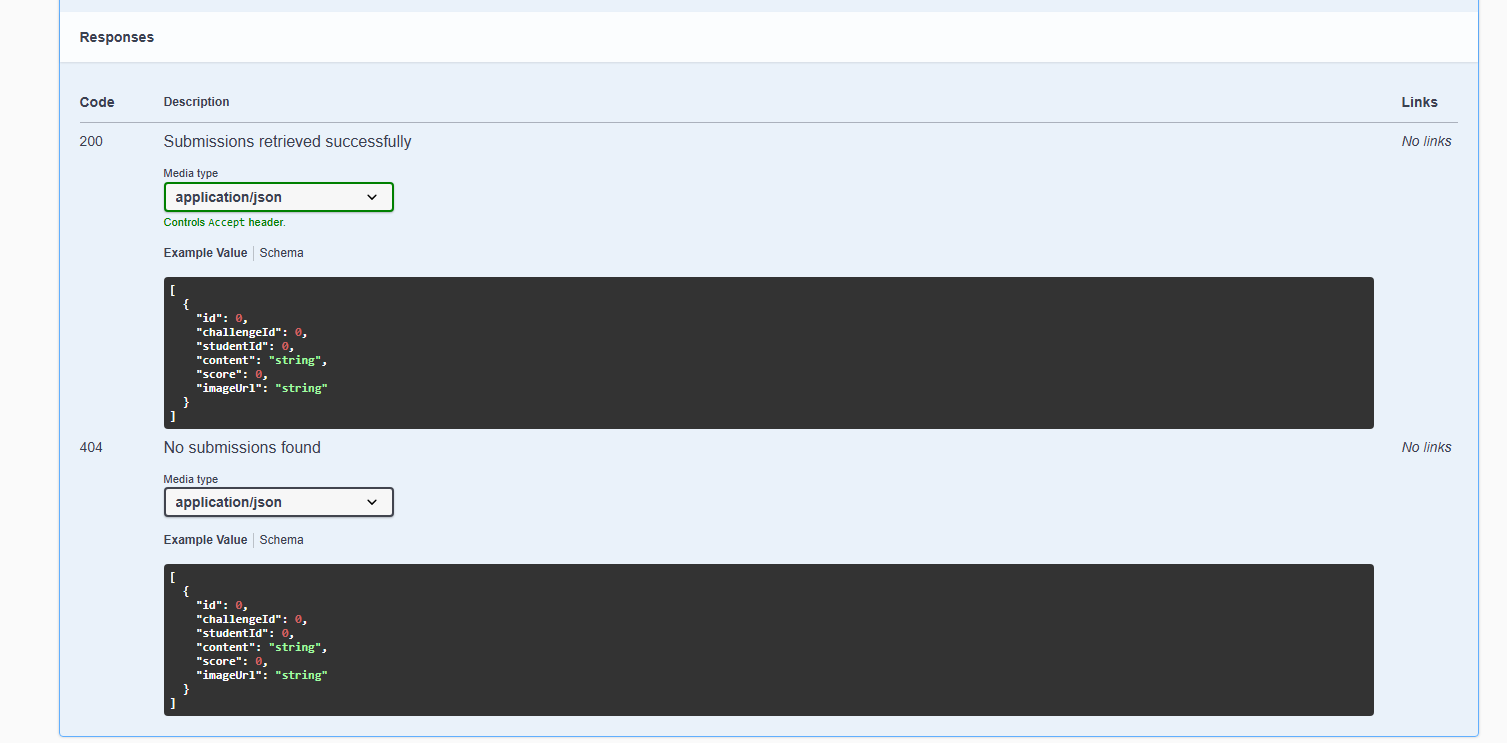 Responses
Code Description Links
200 Submissions retrieved successfully No links
Media type
application/json
Controls Accept header.
Example Value Schema
[
  {
    "id": 0,
    "challengeId": 0,
    "studentId": 0,
    "content": "string",
    "score": 0,
    "imageUrl": "string"
  }
]
404 No submissions found No links
Media type
application/json
Example Value Schema
[
  {
    "id": 0,
    "challengeId": 0,
    "studentId": 0,
    "content": "string",
    "score": 0,
    "imageUrl": "string"
  }
]